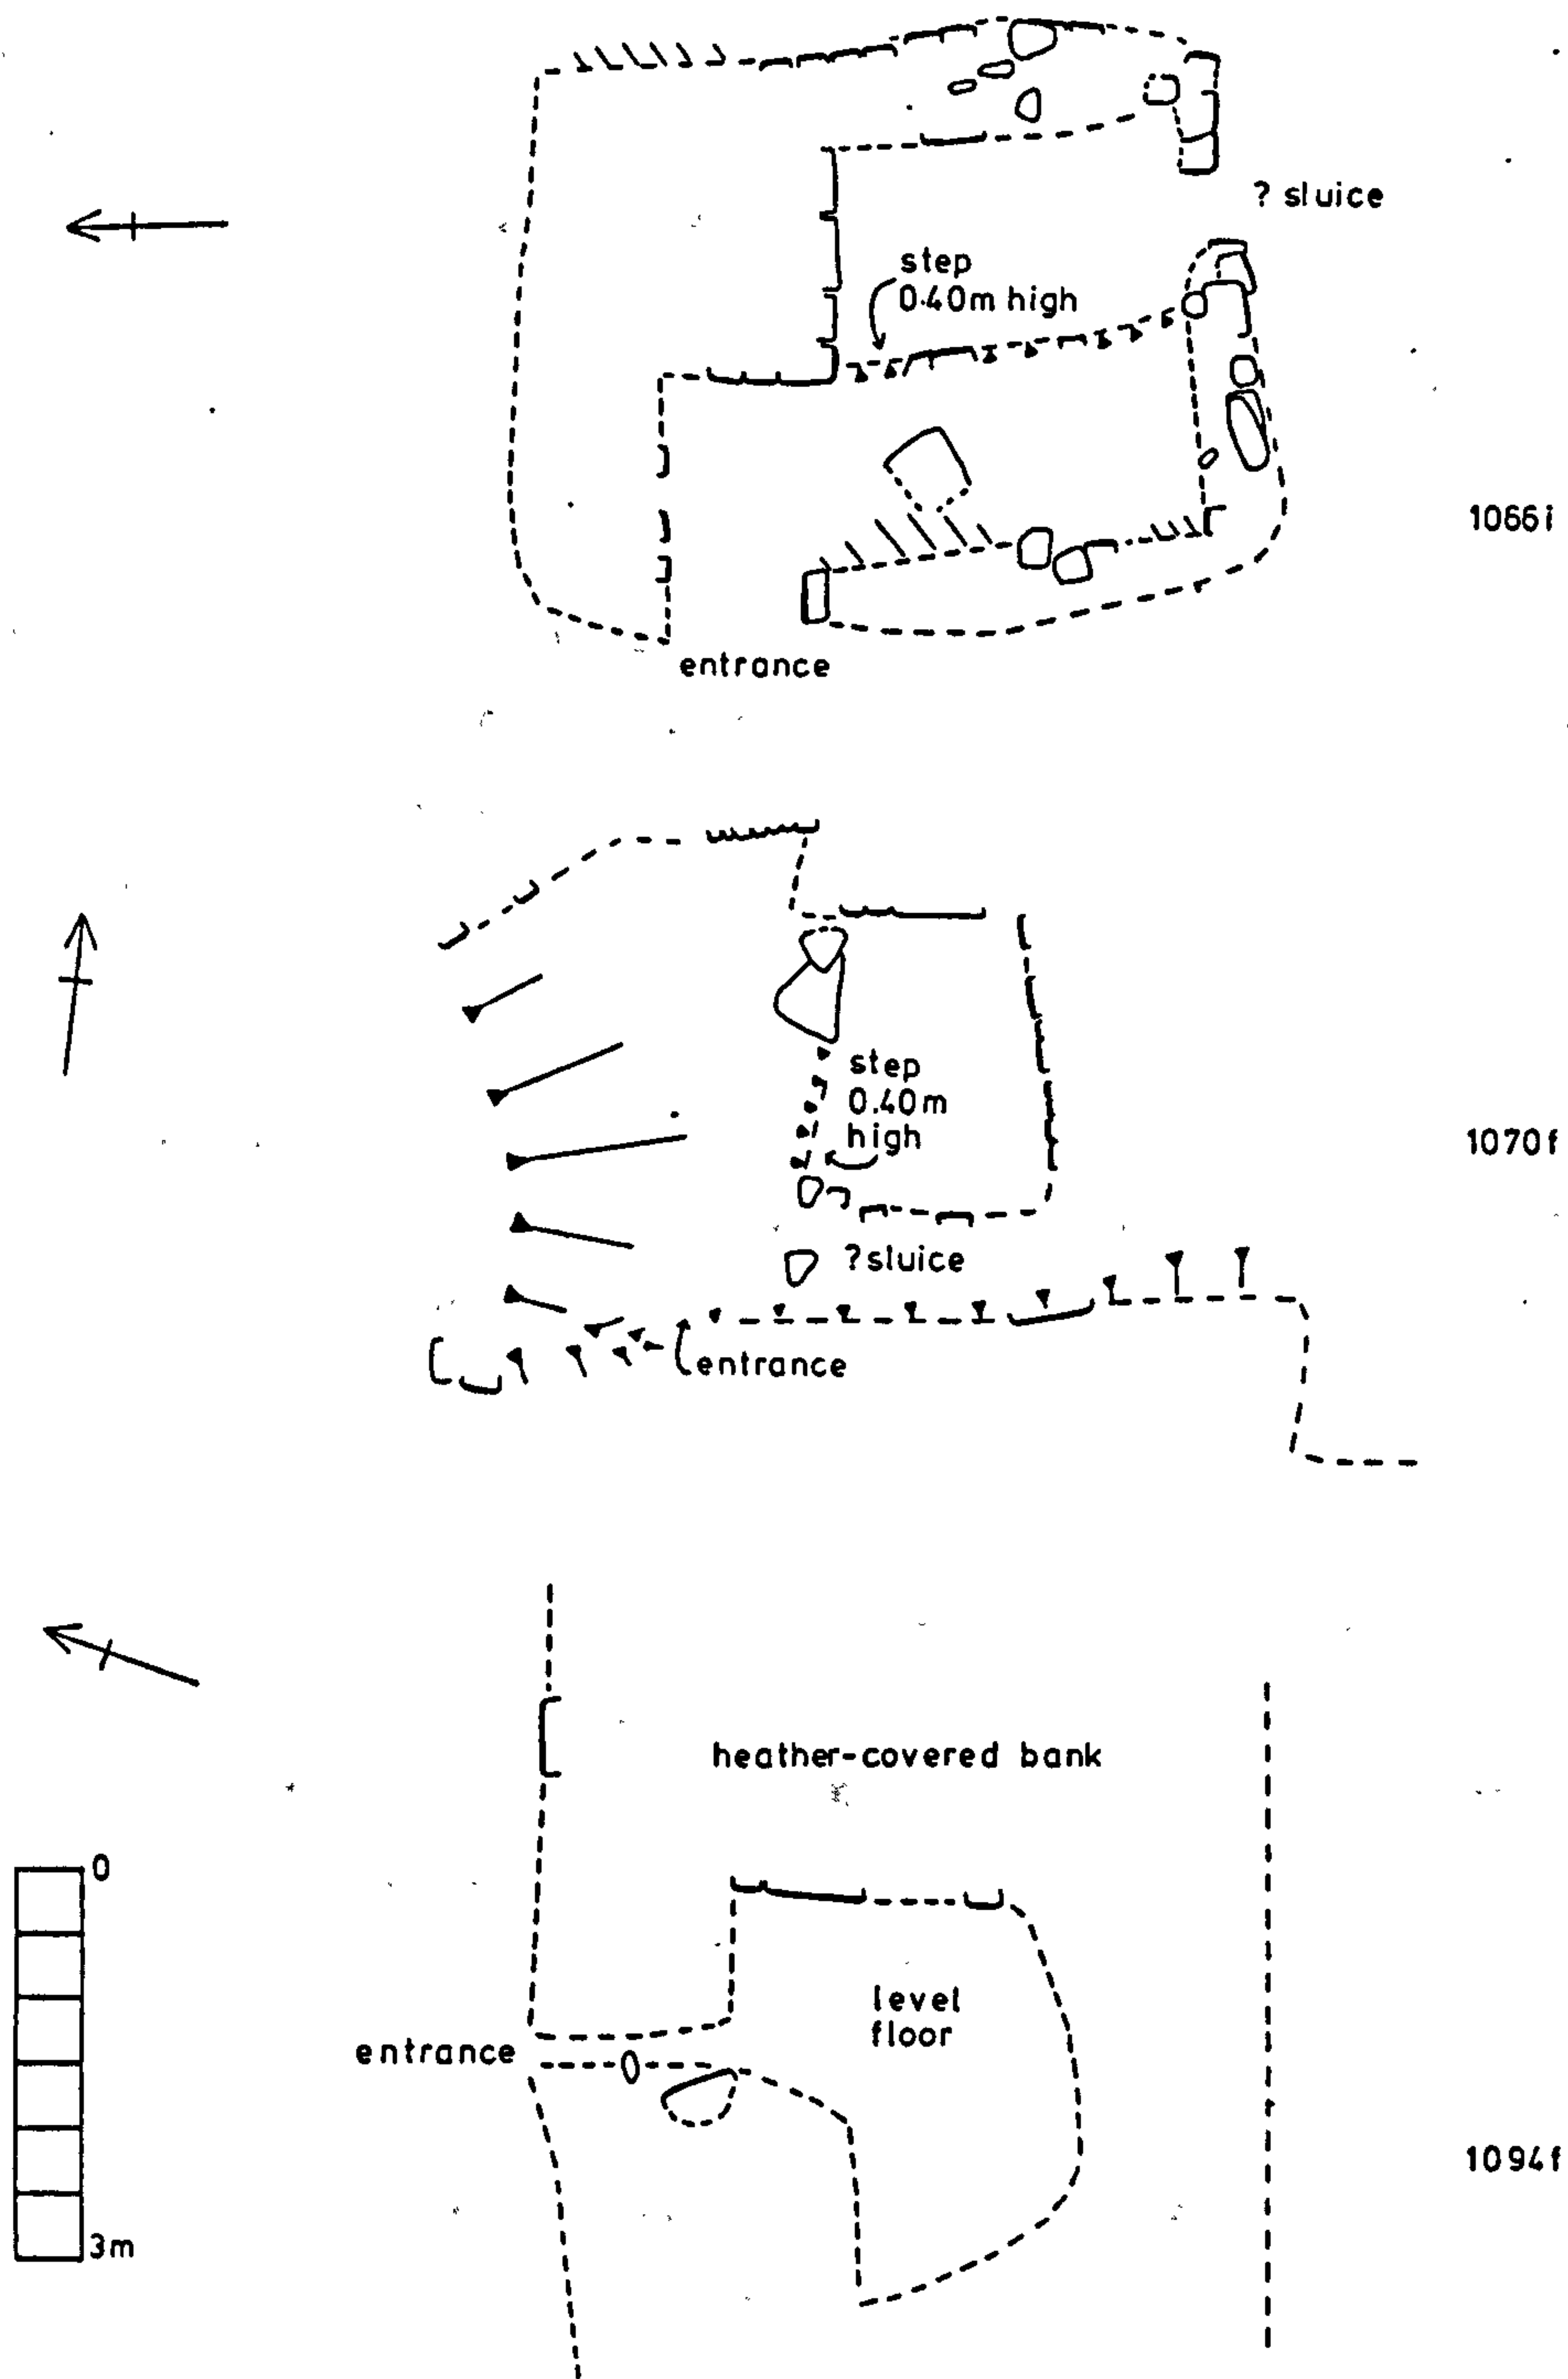 ? sluice
step
0.40m high
1066i
entrance
step
0.40m
high
1070f
? sluice
entrance
heather-covered bank
0
level
floor
entrance
1094f
3m